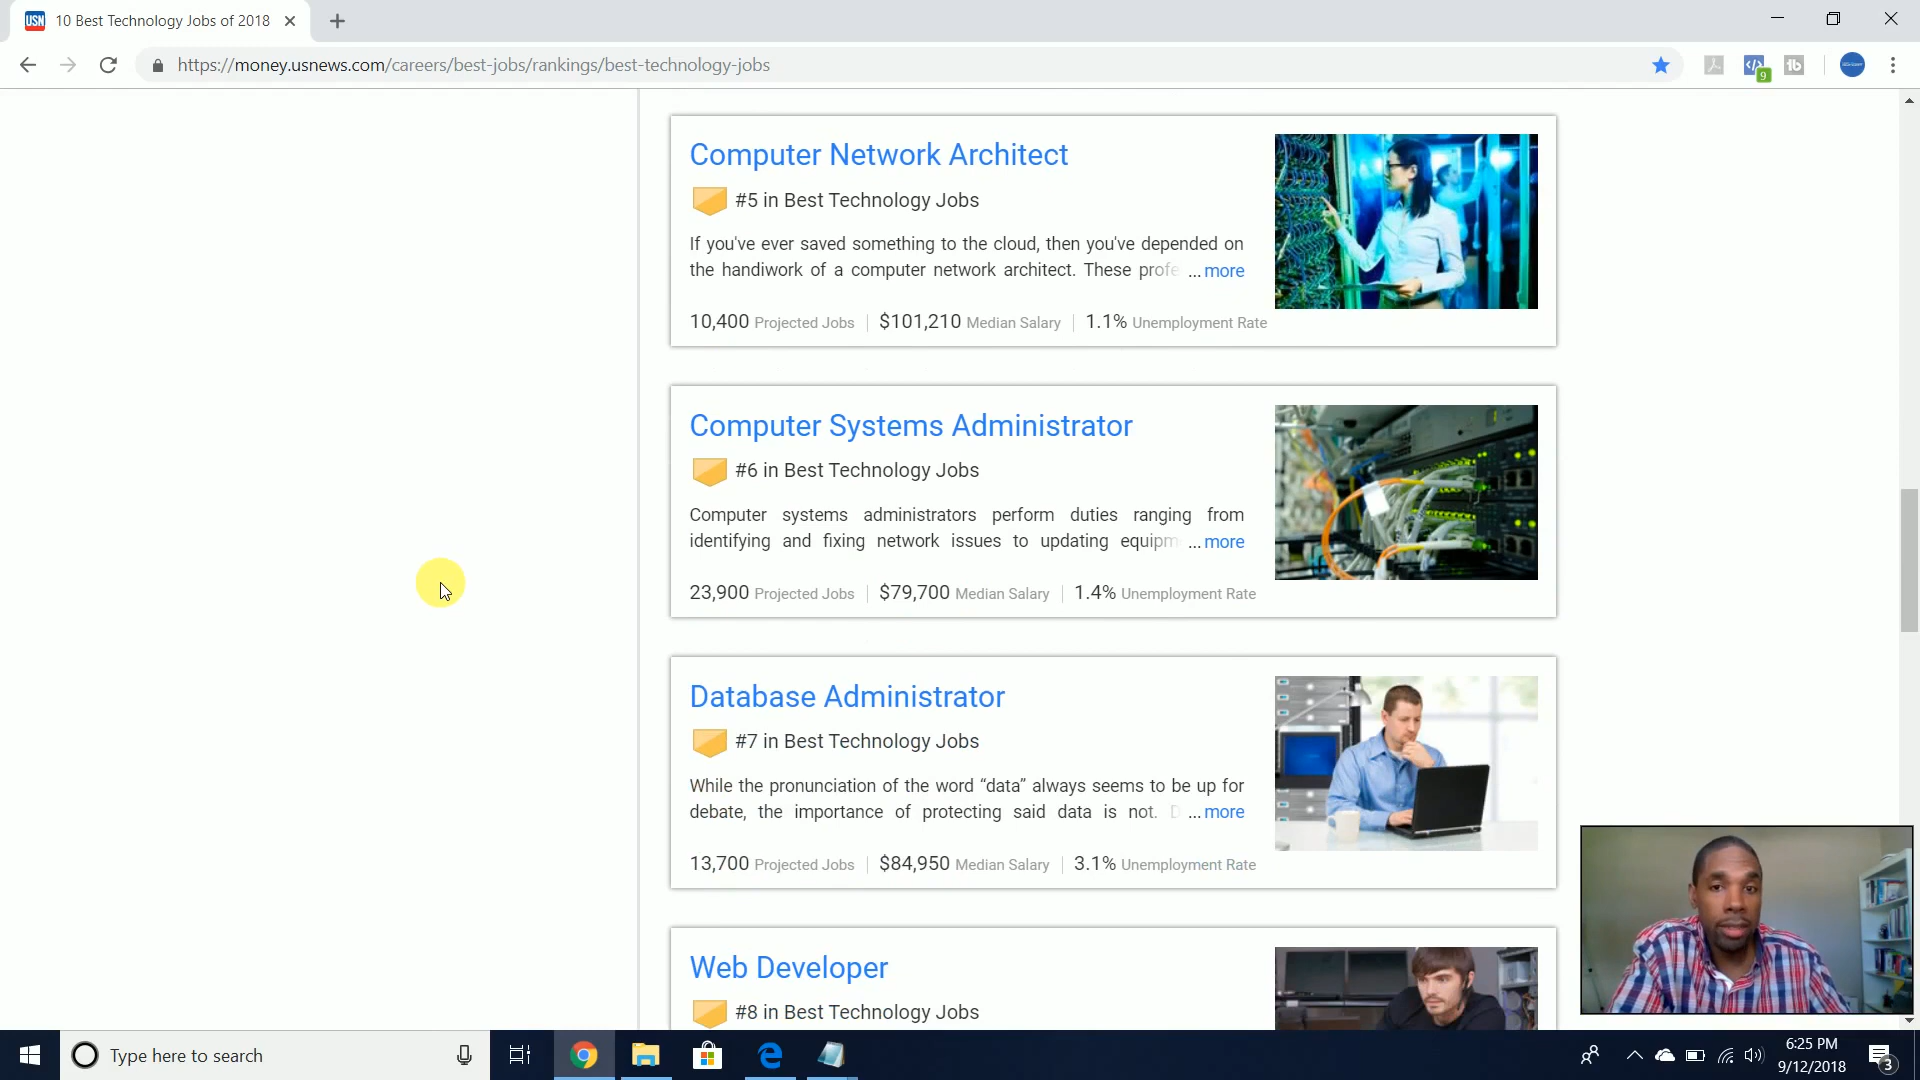 USN 10 Best Technology Jobs of 2018
https://money.usnews.com/careers/best-jobs/rankings/best-technology-jobs
9
Computer Network Architect
#5 in Best Technology Jobs
If you've ever saved something to the cloud, then you've depended on
the handiwork of a computer network architect. These profe ... more
10,400 Projected Jobs | $101,210 Median Salary | 1.1% Unemployment Rate
Computer Systems Administrator
#6 in Best Technology Jobs
Computer systems administrators perform duties ranging from
identifying and fixing network issues to updating equipm ... more
23,900 Projected Jobs | $79,700 Median Salary | 1.4% Unemployment Rate
Database Administrator
#7 in Best Technology Jobs
While the pronunciation of the word “data” always seems to be up for
debate, the importance of protecting said data is not. D ... more
13,700 Projected Jobs | $84,950 Median Salary | 3.1% Unemployment Rate
Web Developer
#8 in Best Technology Jobs
Type here to search
6:25 PM
9/12/2018
3